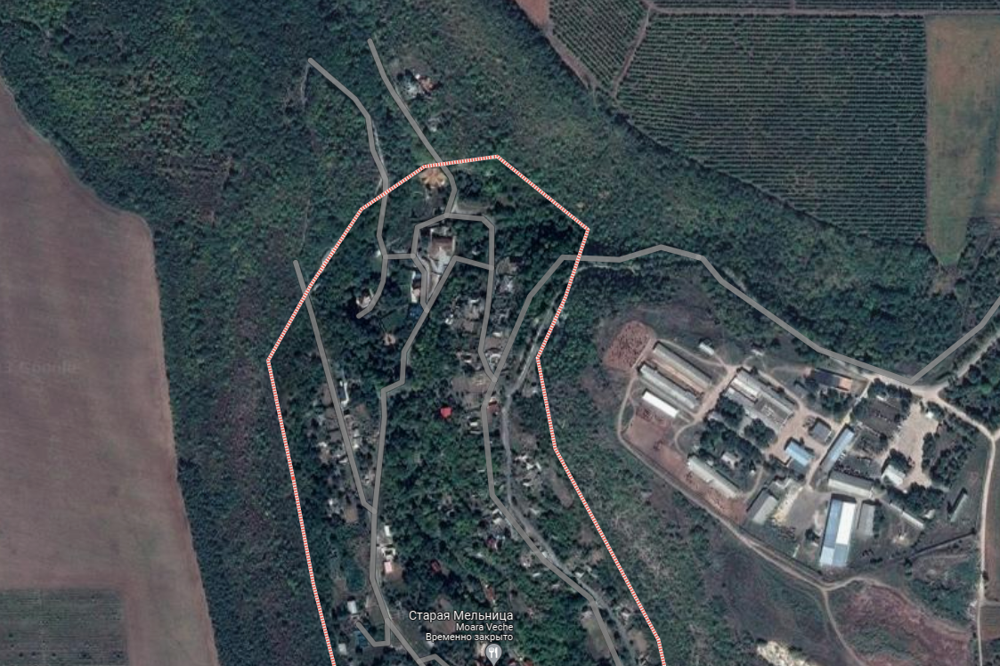 Старая Мельница
Moara Veche
Временно закрыто